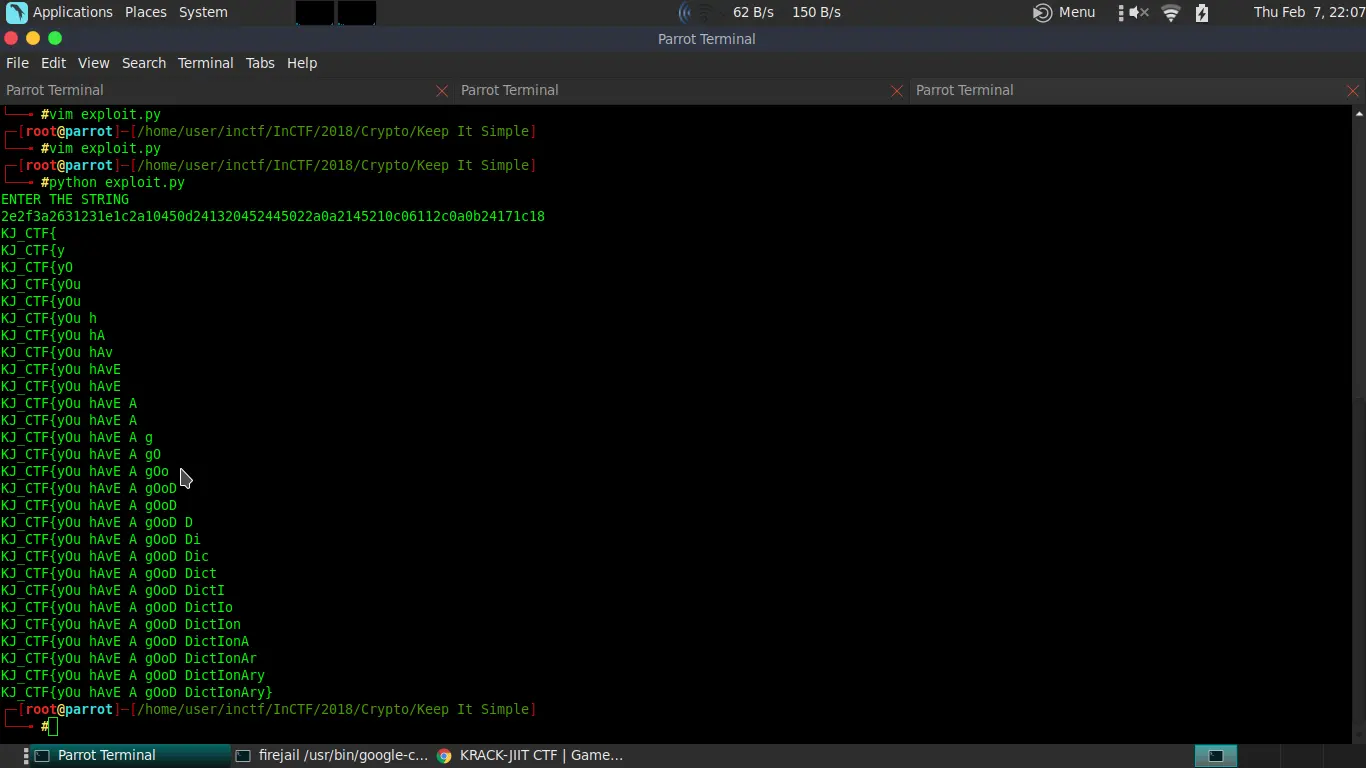 Applications Places System 62 B/s 150 B/s Menu Thu Feb 7, 22:07
Parrot Terminal
File Edit View Search Terminal Tabs Help
Parrot Terminal Parrot Terminal Parrot Terminal
#vim exploit.py
[root@parrot]─[/home/user/inctf/InCTF/2018/Crypto/Keep It Simple]
#vim exploit.py
[root@parrot]─[/home/user/inctf/InCTF/2018/Crypto/Keep It Simple]
#python exploit.py
ENTER THE STRING
2e2f3a2631231e1c2a10450d241320452445022a0a2145210c06112c0a0b24171c18
KJ_CTF{
KJ_CTF{y
KJ_CTF{yO
KJ_CTF{yOu
KJ_CTF{yOu
KJ_CTF{yOu h
KJ_CTF{yOu hA
KJ_CTF{yOu hAv
KJ_CTF{yOu hAvE
KJ_CTF{yOu hAvE
KJ_CTF{yOu hAvE A
KJ_CTF{yOu hAvE A
KJ_CTF{yOu hAvE A g
KJ_CTF{yOu hAvE A gO
KJ_CTF{yOu hAvE A gOo
KJ_CTF{yOu hAvE A gOoD
KJ_CTF{yOu hAvE A gOoD
KJ_CTF{yOu hAvE A gOoD D
KJ_CTF{yOu hAvE A gOoD Di
KJ_CTF{yOu hAvE A gOoD Dic
KJ_CTF{yOu hAvE A gOoD Dict
KJ_CTF{yOu hAvE A gOoD DictI
KJ_CTF{yOu hAvE A gOoD DictIo
KJ_CTF{yOu hAvE A gOoD DictIon
KJ_CTF{yOu hAvE A gOoD DictIonA
KJ_CTF{yOu hAvE A gOoD DictIonAr
KJ_CTF{yOu hAvE A gOoD DictIonAry
KJ_CTF{yOu hAvE A gOoD DictIonAry}
[root@parrot]─[/home/user/inctf/InCTF/2018/Crypto/Keep It Simple]
#
Parrot Terminal firejail /usr/bin/google-c... KRACK-JIIT CTF | Game...